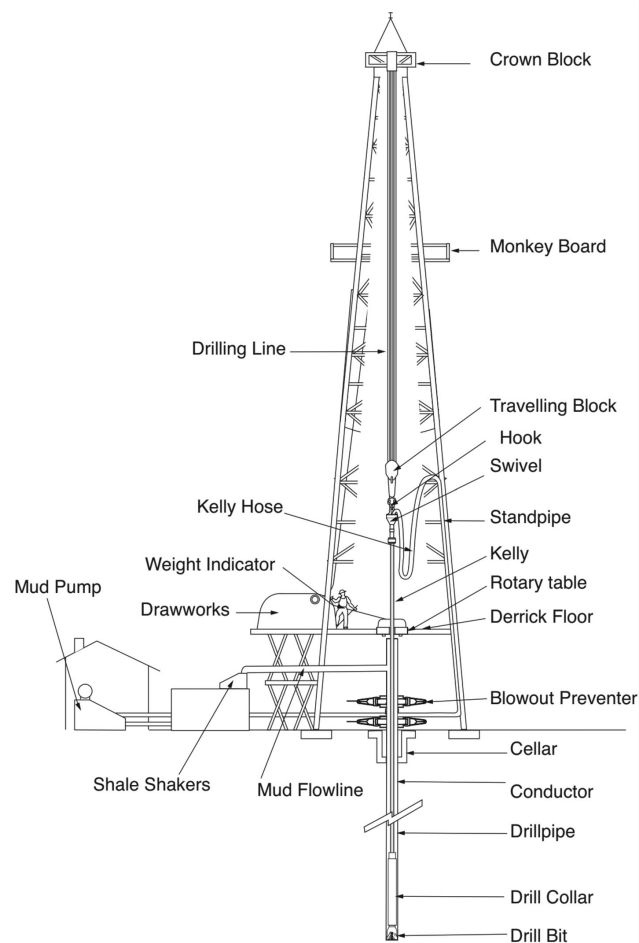 Crown Block
Monkey Board
Drilling Line
Travelling Block
Hook
Swivel
Kelly Hose
Standpipe
Kelly
Weight Indicator
Rotary table
Mud Pump
Drawworks
Derrick Floor
Blowout Preventer
Cellar
Shale Shakers
Mud Flowline
Conductor
Drillpipe
Drill Collar
Drill Bit